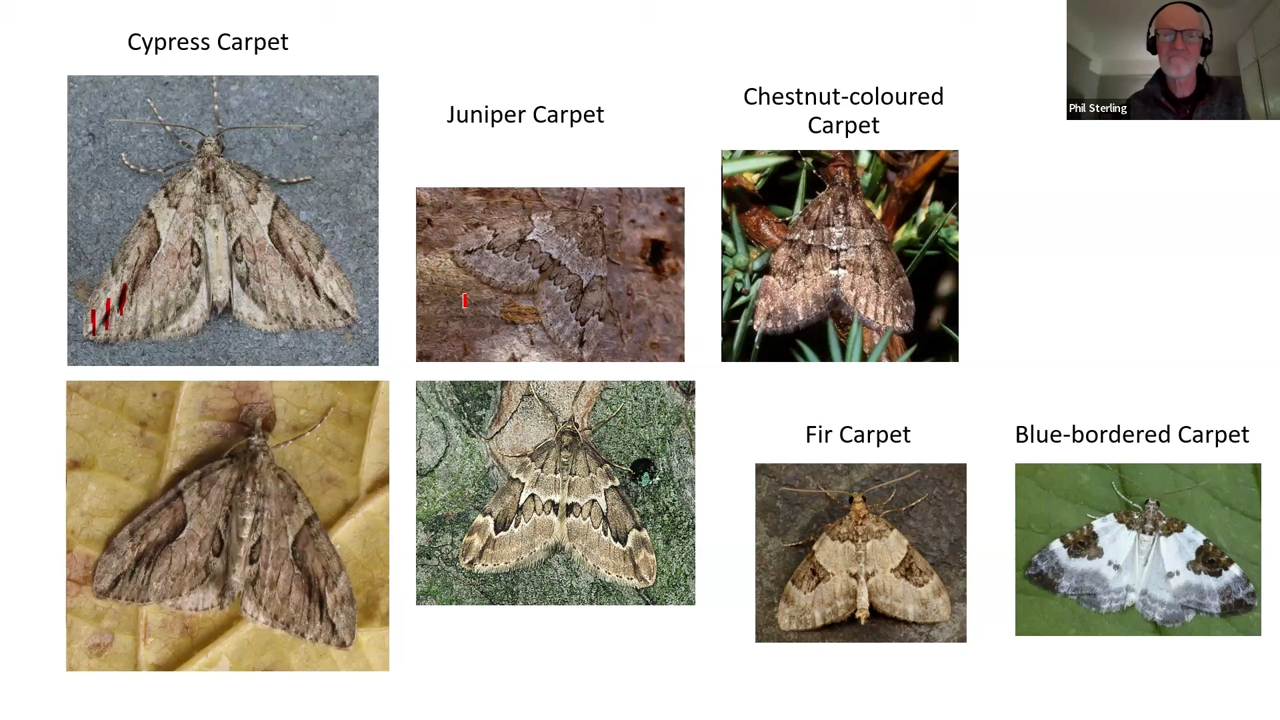 Cypress Carpet
Juniper Carpet
Chestnut-coloured
Carpet
Phil Sterling
Fir Carpet
Blue-bordered Carpet